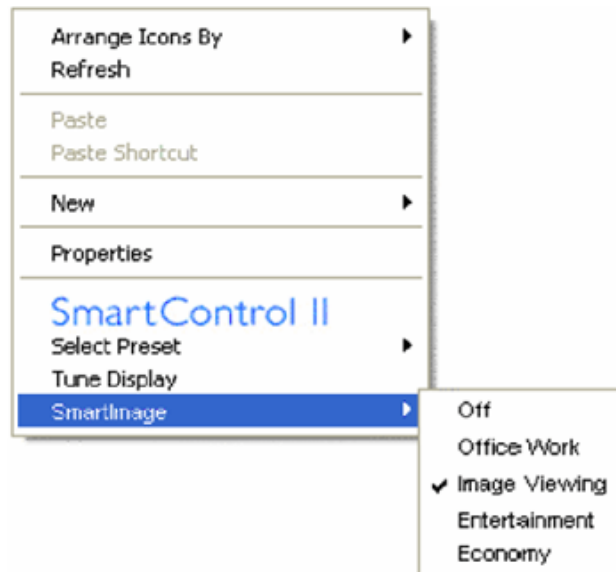 Arrange Icons By
Refresh
Paste
Paste Shortcut
New
Properties
SmartControl II
Select Preset
Tune Display
SmartImage
Off
Office Work
Image Viewing
Entertainment
Economy